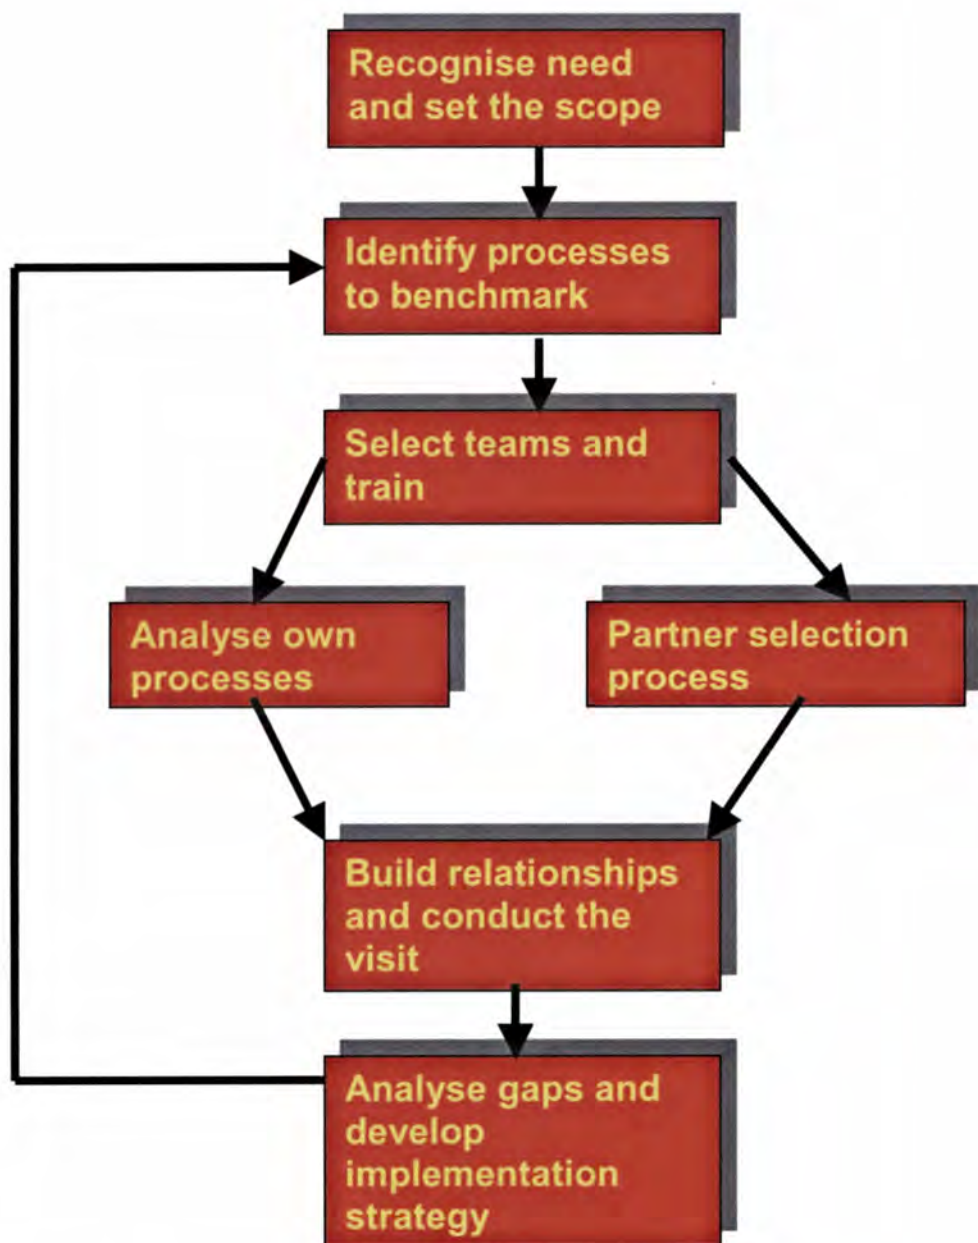 Recognise need
and set the scope
Identify processes
to benchmark
Select teams and
train
Analyse own
processes
Partner selection
process
Build relationships
and conduct the
visit
Analyse gaps and
develop
implementation
strategy